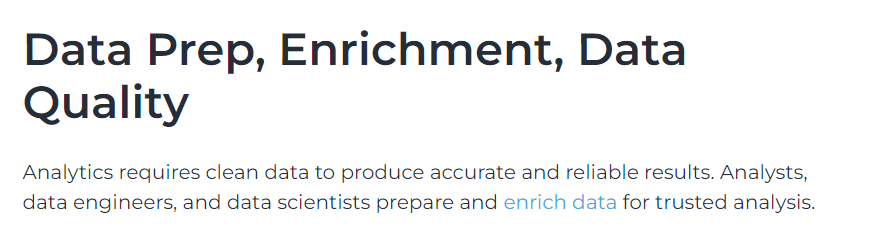 Data Prep, Enrichment, Data
Quality
Analytics requires clean data to produce accurate and reliable results. Analysts,
data engineers, and data scientists prepare and enrich data for trusted analysis.